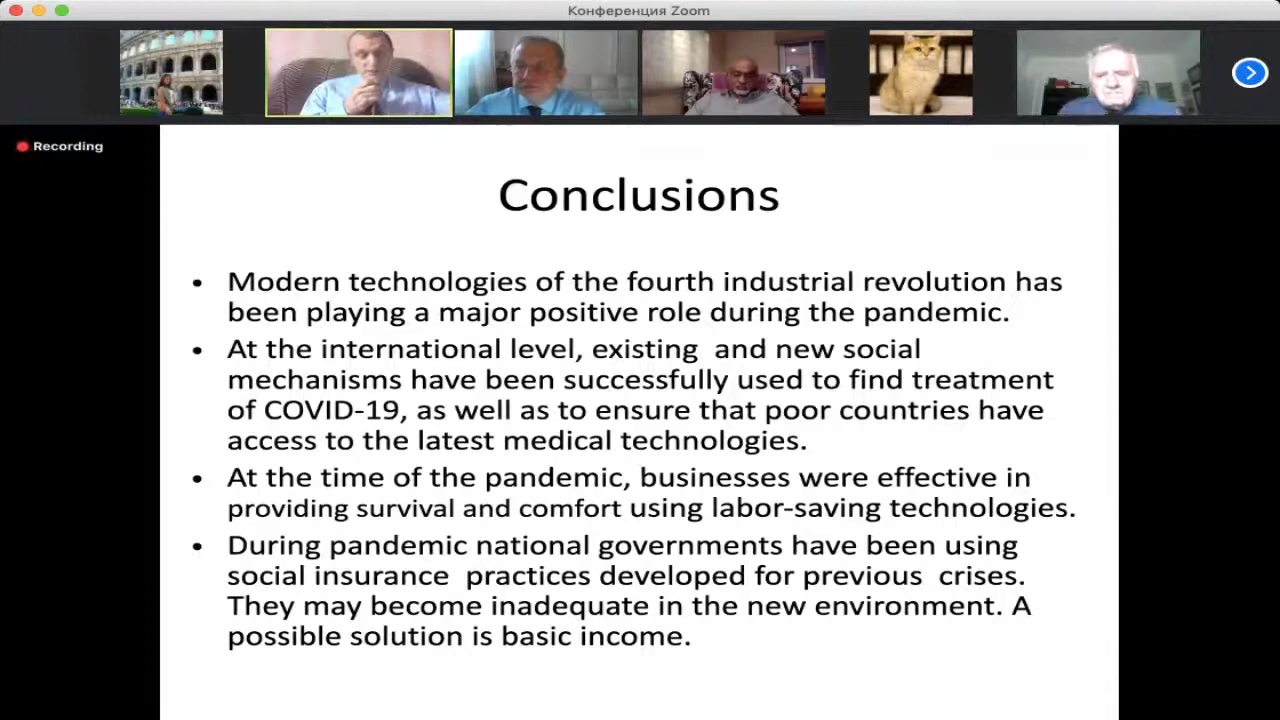 Конференция Zoom
Recording
Conclusions
• Modern technologies of the fourth industrial revolution has
been playing a major positive role during the pandemic.
• At the international level, existing and new social
mechanisms have been successfully used to find treatment
of COVID-19, as well as to ensure that poor countries have
access to the latest medical technologies.
• At the time of the pandemic, businesses were effective in
providing survival and comfort using labor-saving technologies.
• During pandemic national governments have been using
social insurance practices developed for previous crises.
They may become inadequate in the new environment. A
possible solution is basic income.